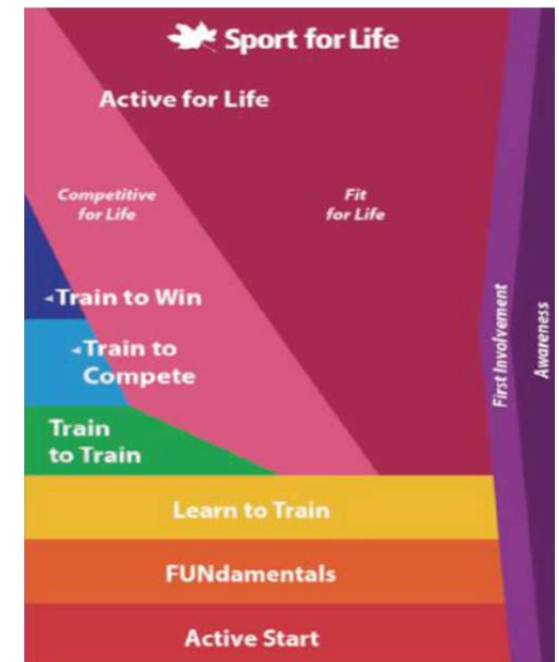 Sport for Life
Active for Life
Competitive
for Life
Fit
for Life
Train to Win
Train to
Compete
Train
to Train
Learn to Train
FUNdamentals
Active Start
First Involvement
Awareness